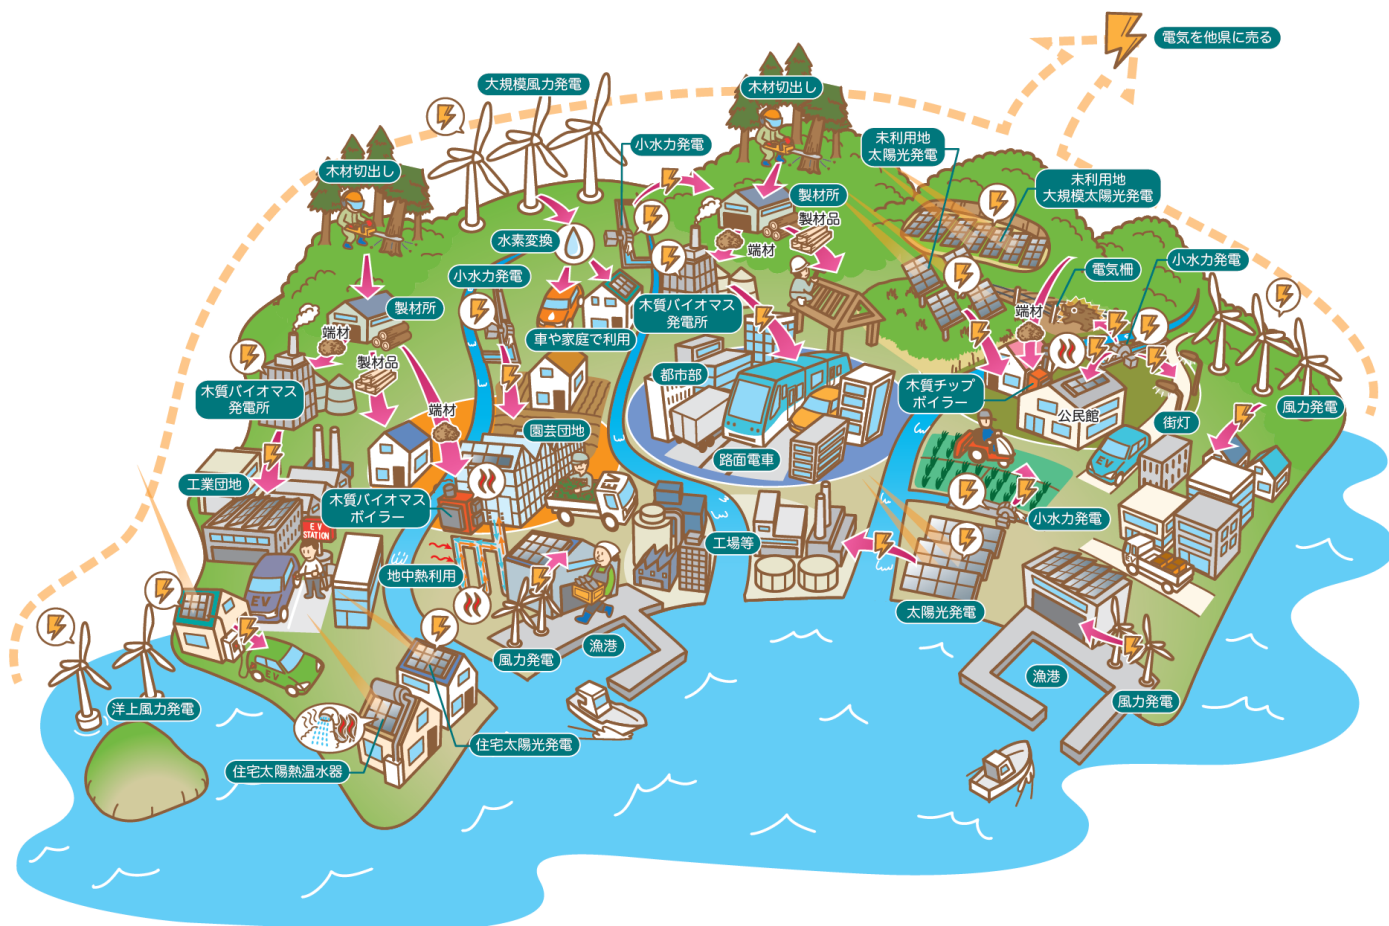 電気を他県に売る
大規模風力発電
木材切出し
小水力発電
未利用地
太陽光発電
木材切出し
未利用地
大規模太陽光発電
製材所
製材品
水素変換
端材
小水力発電
電気柵
小水力発電
製材所
端材
木質バイオマス
発電所
端材
車や家庭で利用
製材品
都市部
木質チップ
ボイラー
木質バイオマス
発電所
端材
公民館
街灯
風力発電
園芸団地
路面電車
EV
EV
工業団地
木質バイオマス
ボイラー
小水力発電
EV
STATION
工場等
地中熱利用
EV
太陽光発電
EV
風力発電
漁港
漁港
風力発電
洋上風力発電
住宅太陽光発電
住宅太陽熱温水器